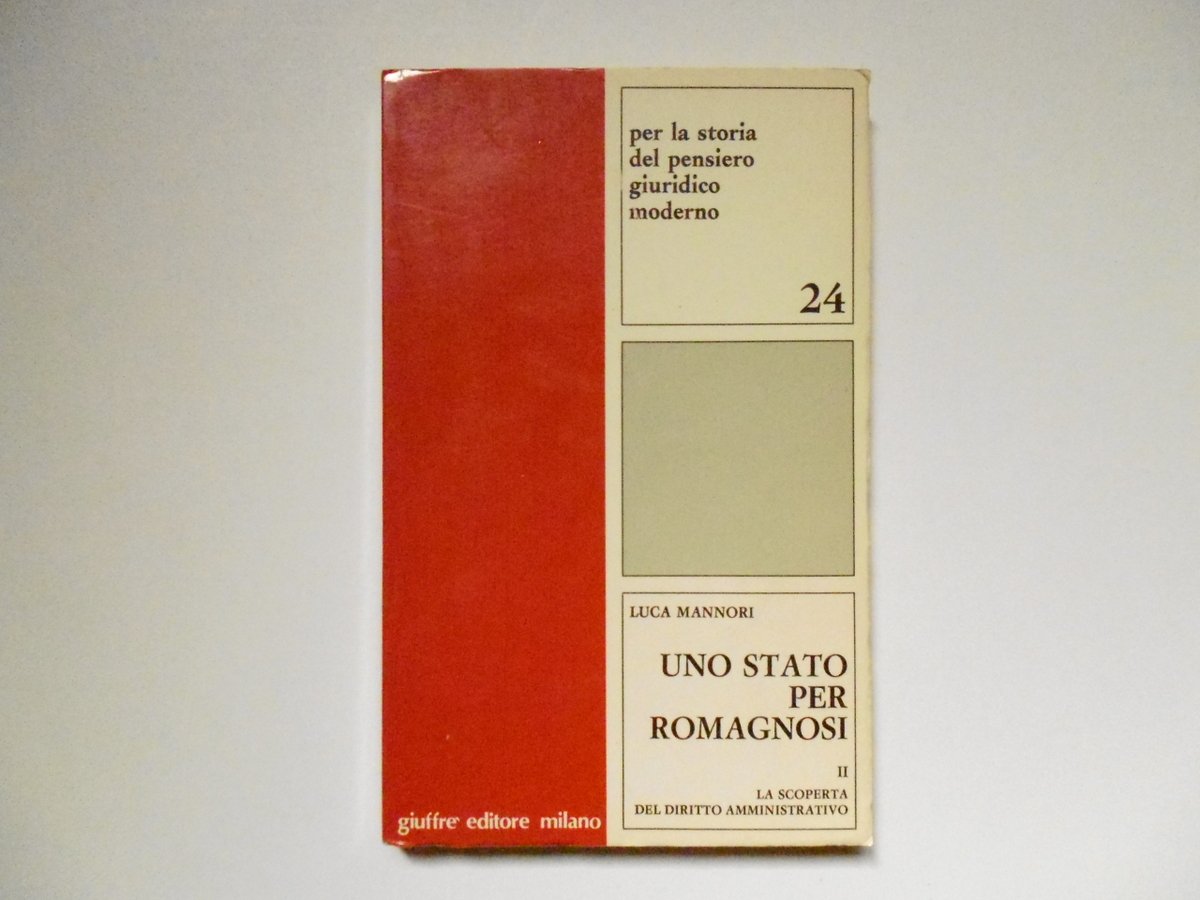 per la storia
del pensiero
giuridico
moderno
24
LUCA MANNORI
UNO STATO
PER
ROMAGNOSI
II
LA SCOPERTA
DEL DIRITTO AMMINISTRATIVO
giuffrè editore milano